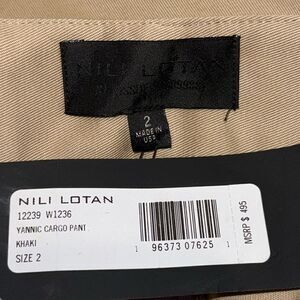 NILI LOTAN
2
MADE IN
USA
NILI LOTAN
12239 W1236
YANNIC CARGO PANT
KHAKI
SIZE 2
1 96373 07625 1
MSRP $ 495